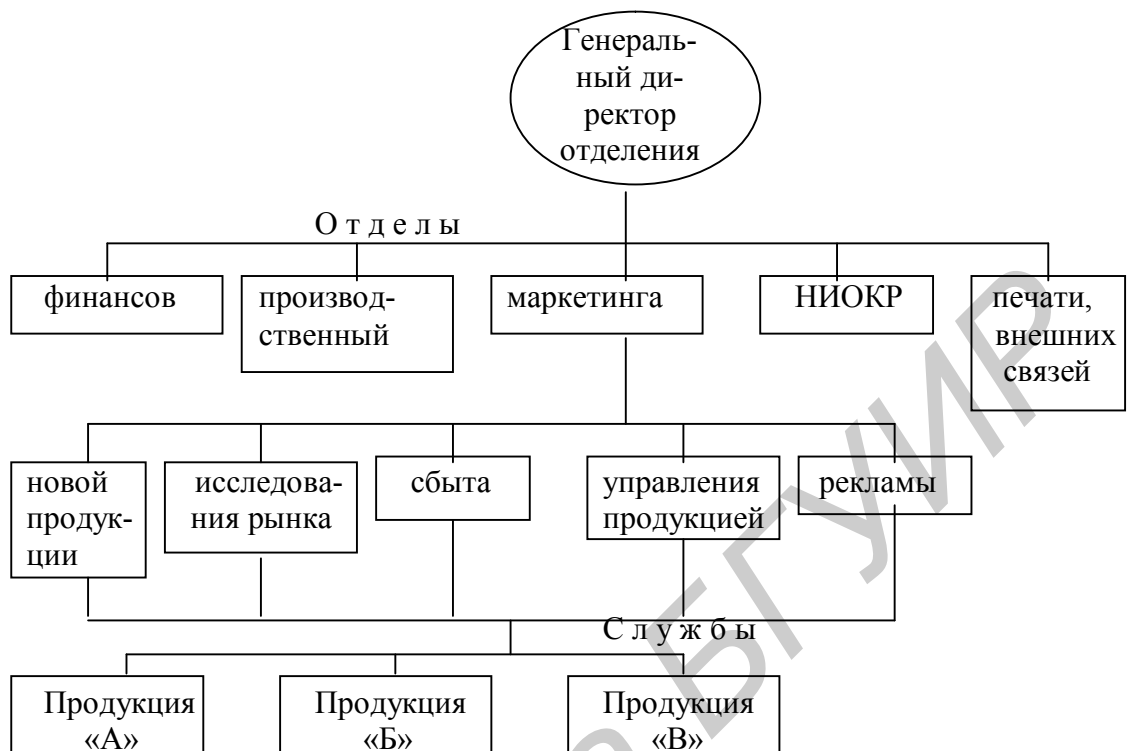 Генераль-
ный ди-
ректор
отделения
О т д е л ы
финансов
производ-
ственный
маркетинга
НИОКР
печати,
внешних
связей
новой
продук-
ции
исследова-
ния рынка
сбыта
управления
продукцией
рекламы
С л у ж б ы
Продукция
«А»
Продукция
«Б»
Продукция
«В»
БГУИР